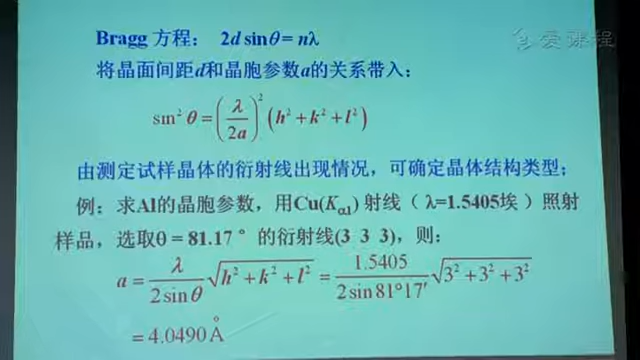 爱课程
Bragg 方程： 2d sinθ = nλ
将晶面间距d和晶胞参数a的关系带入：
sin² θ = (λ/2a)² (h² + k² + l²)
由测定试样晶体的衍射线出现情况，可确定晶体结构类型；
例：求Al的晶胞参数，用Cu(Kα1) 射线（ λ=1.5405埃 ）照射
样品，选取θ = 81.17 ° 的衍射线(3 3 3)，则：
a = λ/2sinθ √h² + k² + l² = 1.5405/2sin81°17′ √3² + 3² + 3²
= 4.0490 Å